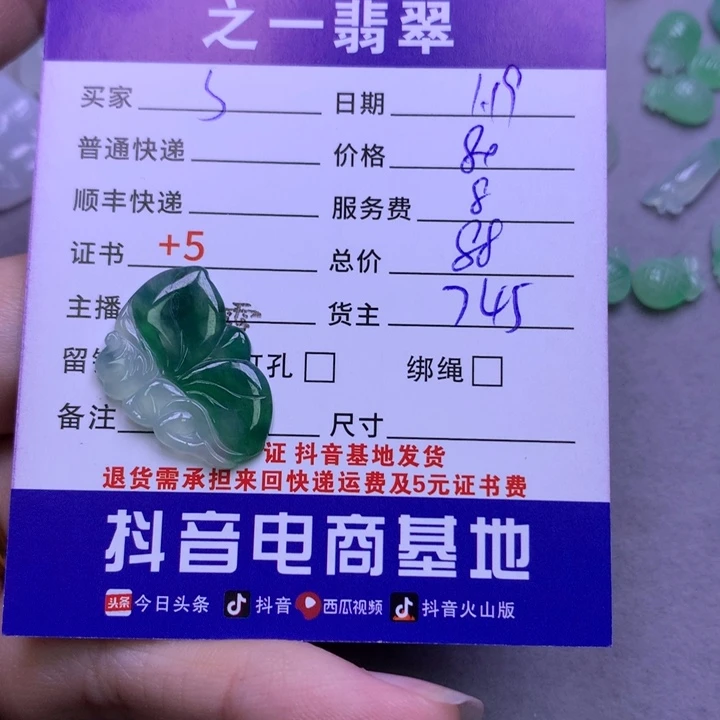 之一翡翠
买家 5 日期 1.19
普通快递 价格 80
顺丰快递 服务费 8
证书 +5 总价 88
主播 货主 745
留 孔 □ 绑绳 □
备注 尺寸
证 抖音基地发货
退货需承担来回快递运费及5元证书费
抖音电商基地
头条 今日头条 抖音 西瓜视频 抖音火山版